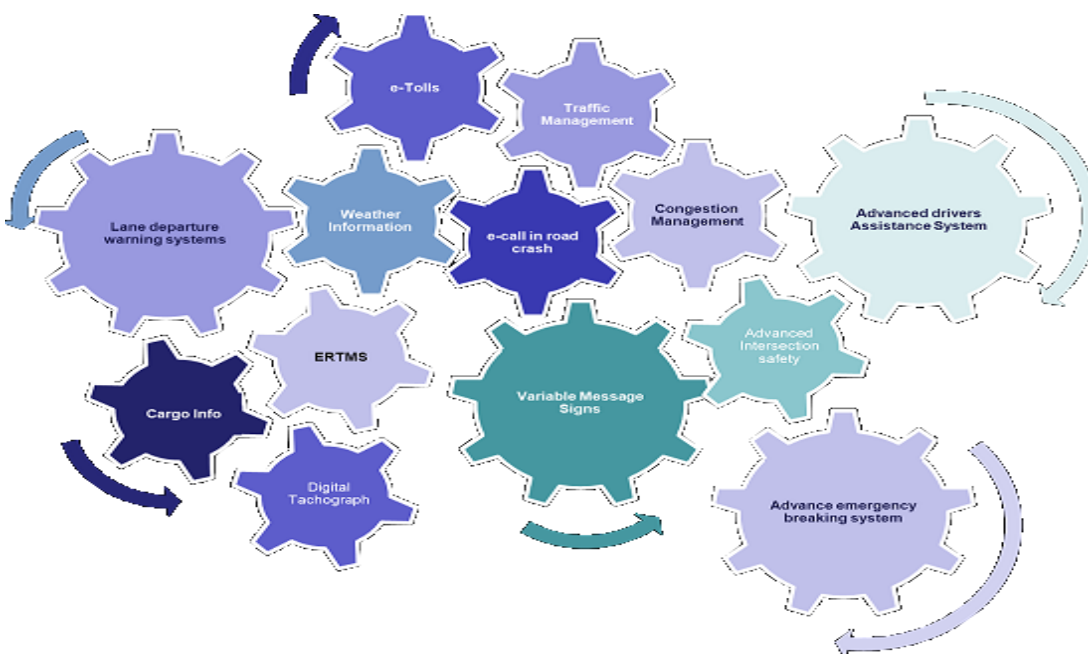 e-Tolls
Traffic
Management
Lane departure
warning systems
Weather
Information
e-call in road
crash
Congestion
Management
Advanced drivers
Assistance System
ERTMS
Advanced
Intersection
safety
Cargo Info
Variable Message
Signs
Digital
Tachograph
Advance emergency
breaking system